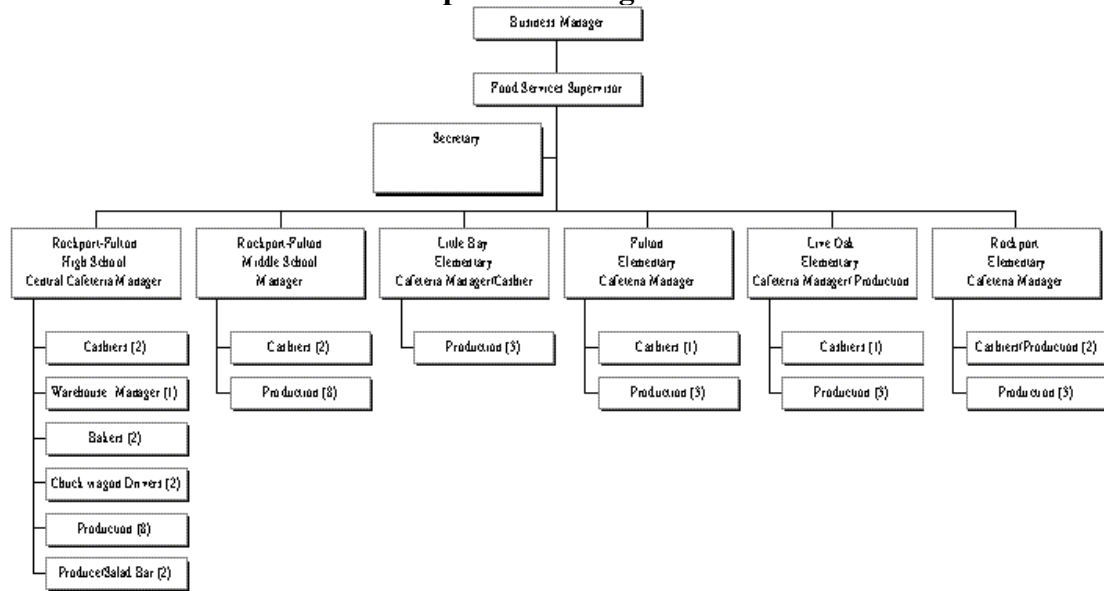 Business Manager
Food Services Supervisor
Secretary
Rockport-Fulton
High School
Central Cafeteria Manager
Rockport-Fulton
Middle School
Manager
Little Bay
Elementary
Cafeteria Manager/Cashier
Fulton
Elementary
Cafeteria Manager
Live Oak
Elementary
Cafeteria Manager/Production
Rockport
Elementary
Cafeteria Manager
Cashiers (2)
Warehouse Manager (1)
Bakers (2)
Chuck wagon Drivers (2)
Production (8)
Produce/Salad Bar (2)
Cashiers (2)
Production (8)
Production (3)
Cashiers (1)
Production (3)
Cashiers (1)
Production (3)
Cashiers/Production (2)
Production (3)